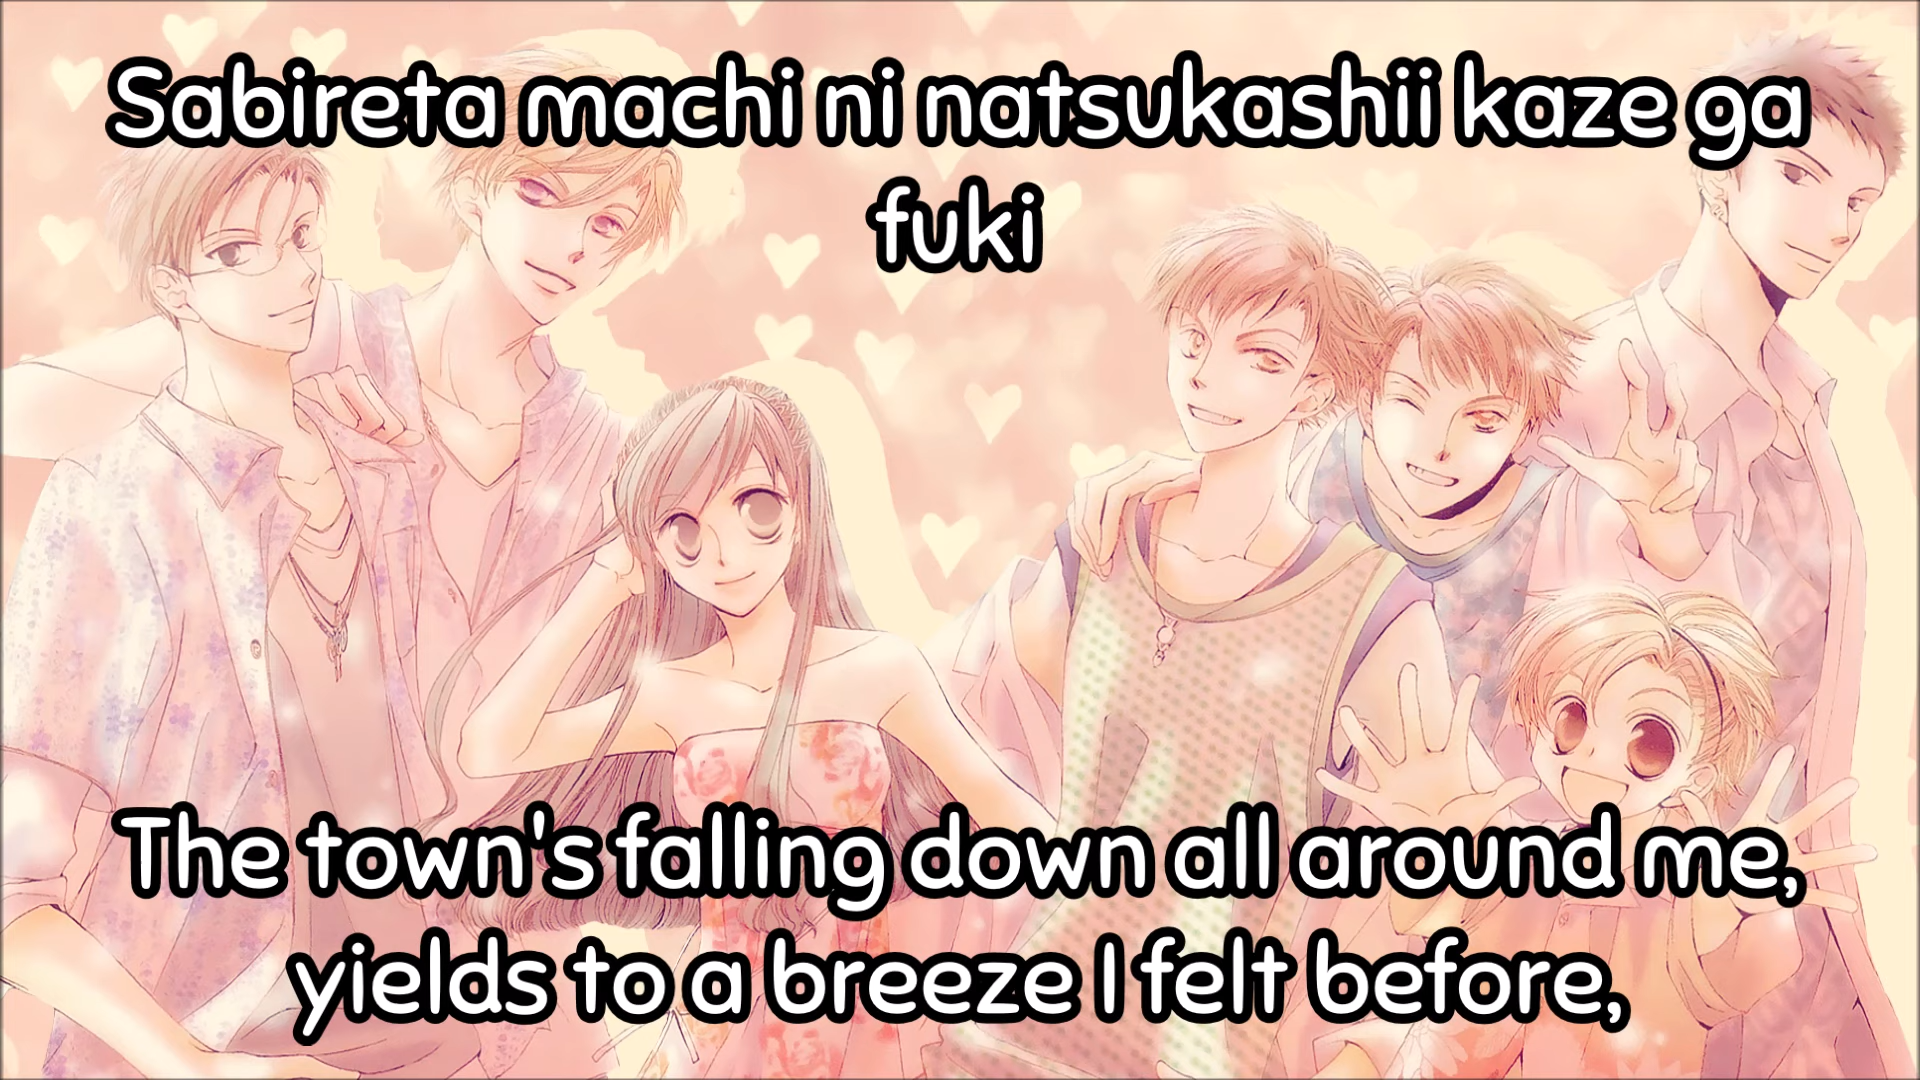 Sabireta machi ni natsukashii kaze ga
fuki
The town's falling down all around me,
yields to a breeze I felt before,